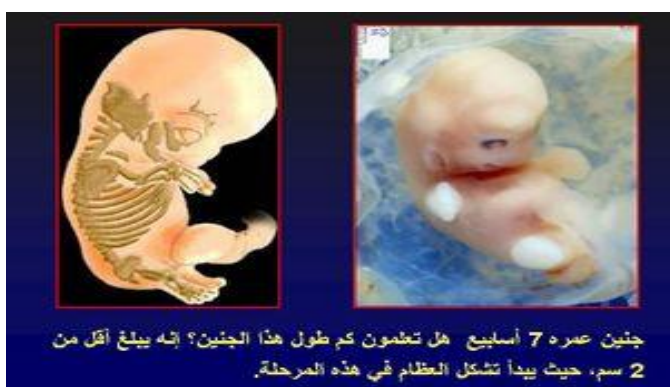 جنين عمره 7 أسابيع هل تعلمون كم طول هذا الجنين؟ إنه يبلغ أقل من
2 سم، حيث يبدأ تشكل العظام في هذه المرحلة.